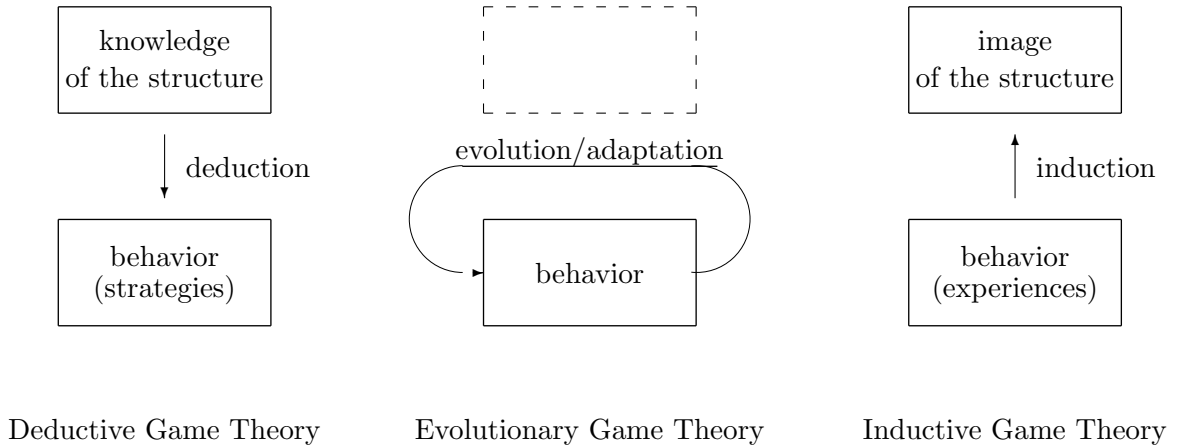 knowledge
of the structure
deduction
behavior
(strategies)
Deductive Game Theory
evolution/adaptation
behavior
Evolutionary Game Theory
image
of the structure
induction
behavior
(experiences)
Inductive Game Theory